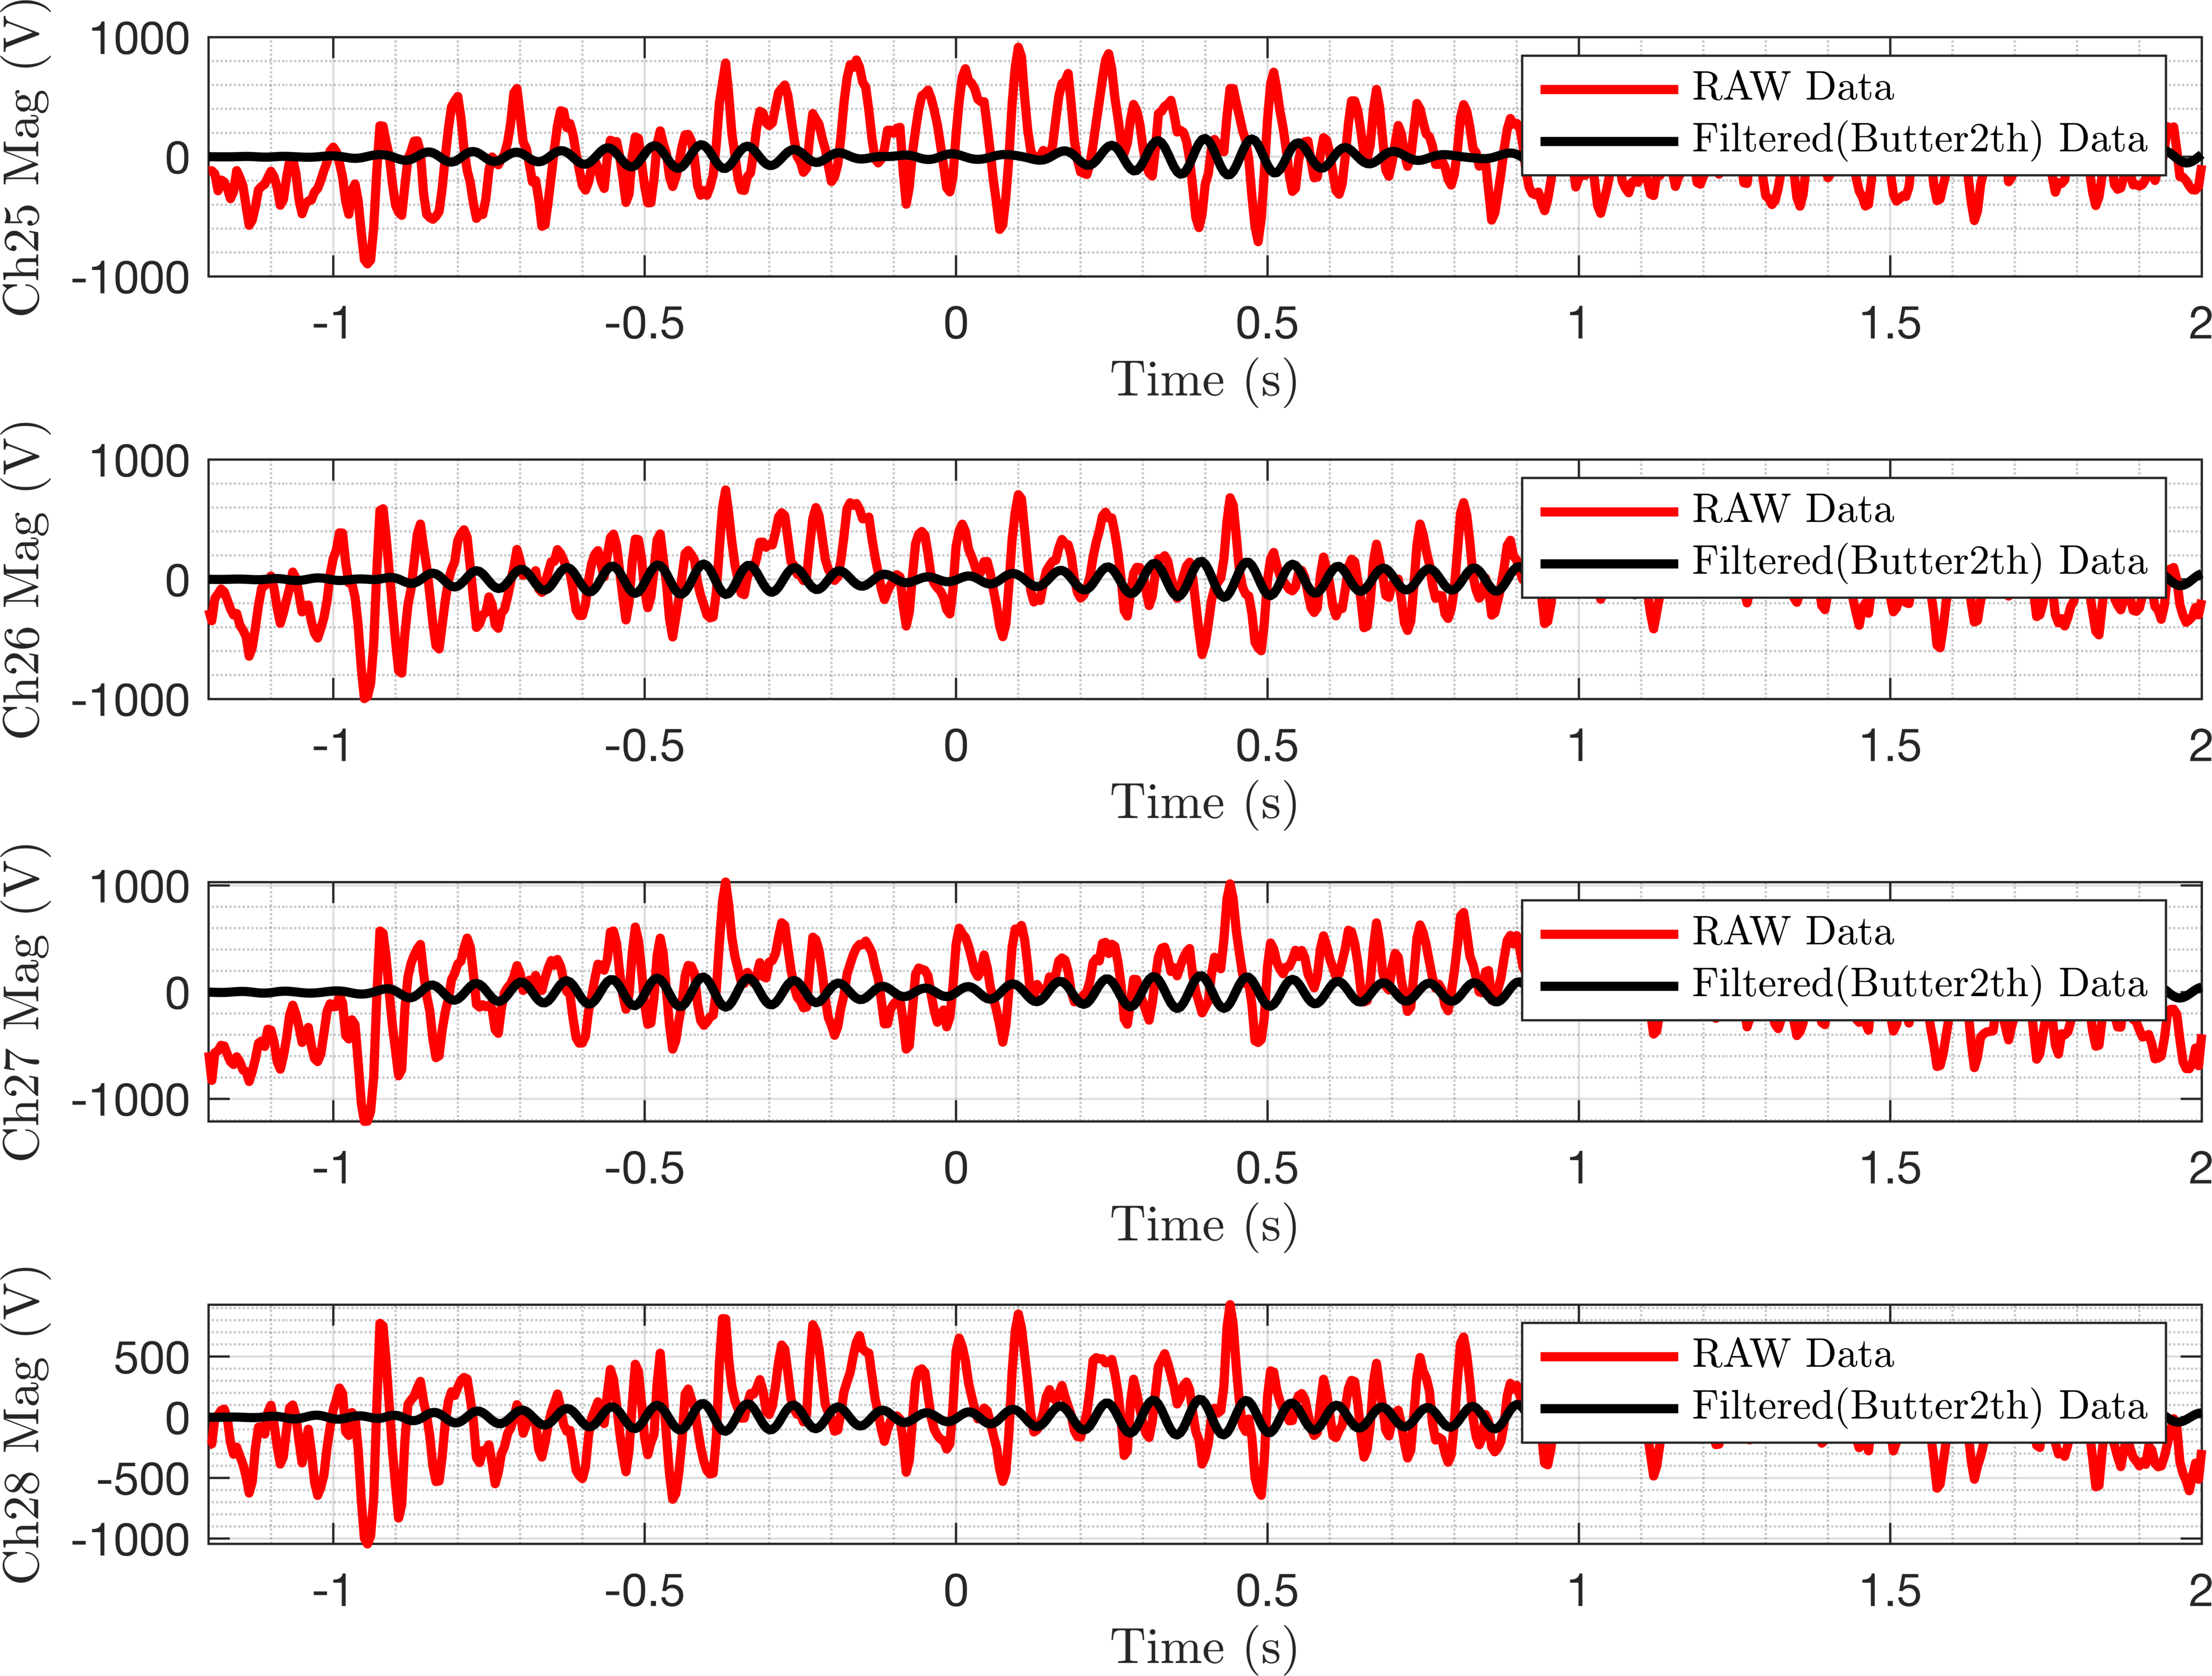 Ch25 Mag (V)
1000
0
-1000
RAW Data
Filtered(Butter2th) Data
-1 -0.5 0 0.5 1 1.5 2
Time (s)
Ch26 Mag (V)
1000
0
-1000
RAW Data
Filtered(Butter2th) Data
-1 -0.5 0 0.5 1 1.5 2
Time (s)
Ch27 Mag (V)
1000
0
-1000
RAW Data
Filtered(Butter2th) Data
-1 -0.5 0 0.5 1 1.5 2
Time (s)
Ch28 Mag (V)
500
0
-500
-1000
RAW Data
Filtered(Butter2th) Data
-1 -0.5 0 0.5 1 1.5 2
Time (s)